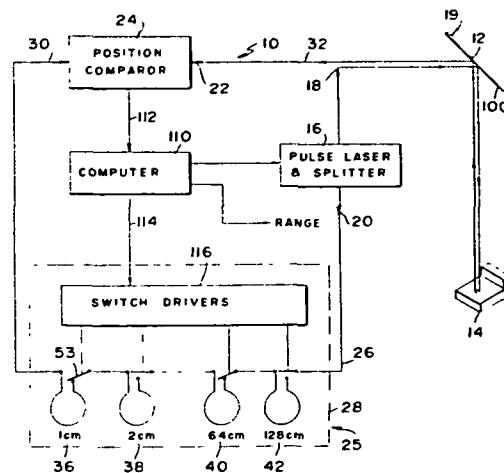 24
30
POSITION
COMPAROR
10
32
22
19
12
18
100
112
16
110
COMPUTER
PULSE LASER
& SPLITTER
20
114
RANGE
116
SWITCH DRIVERS
14
53
26
1cm
2cm
64cm
128cm
28
25
36
38
40
42